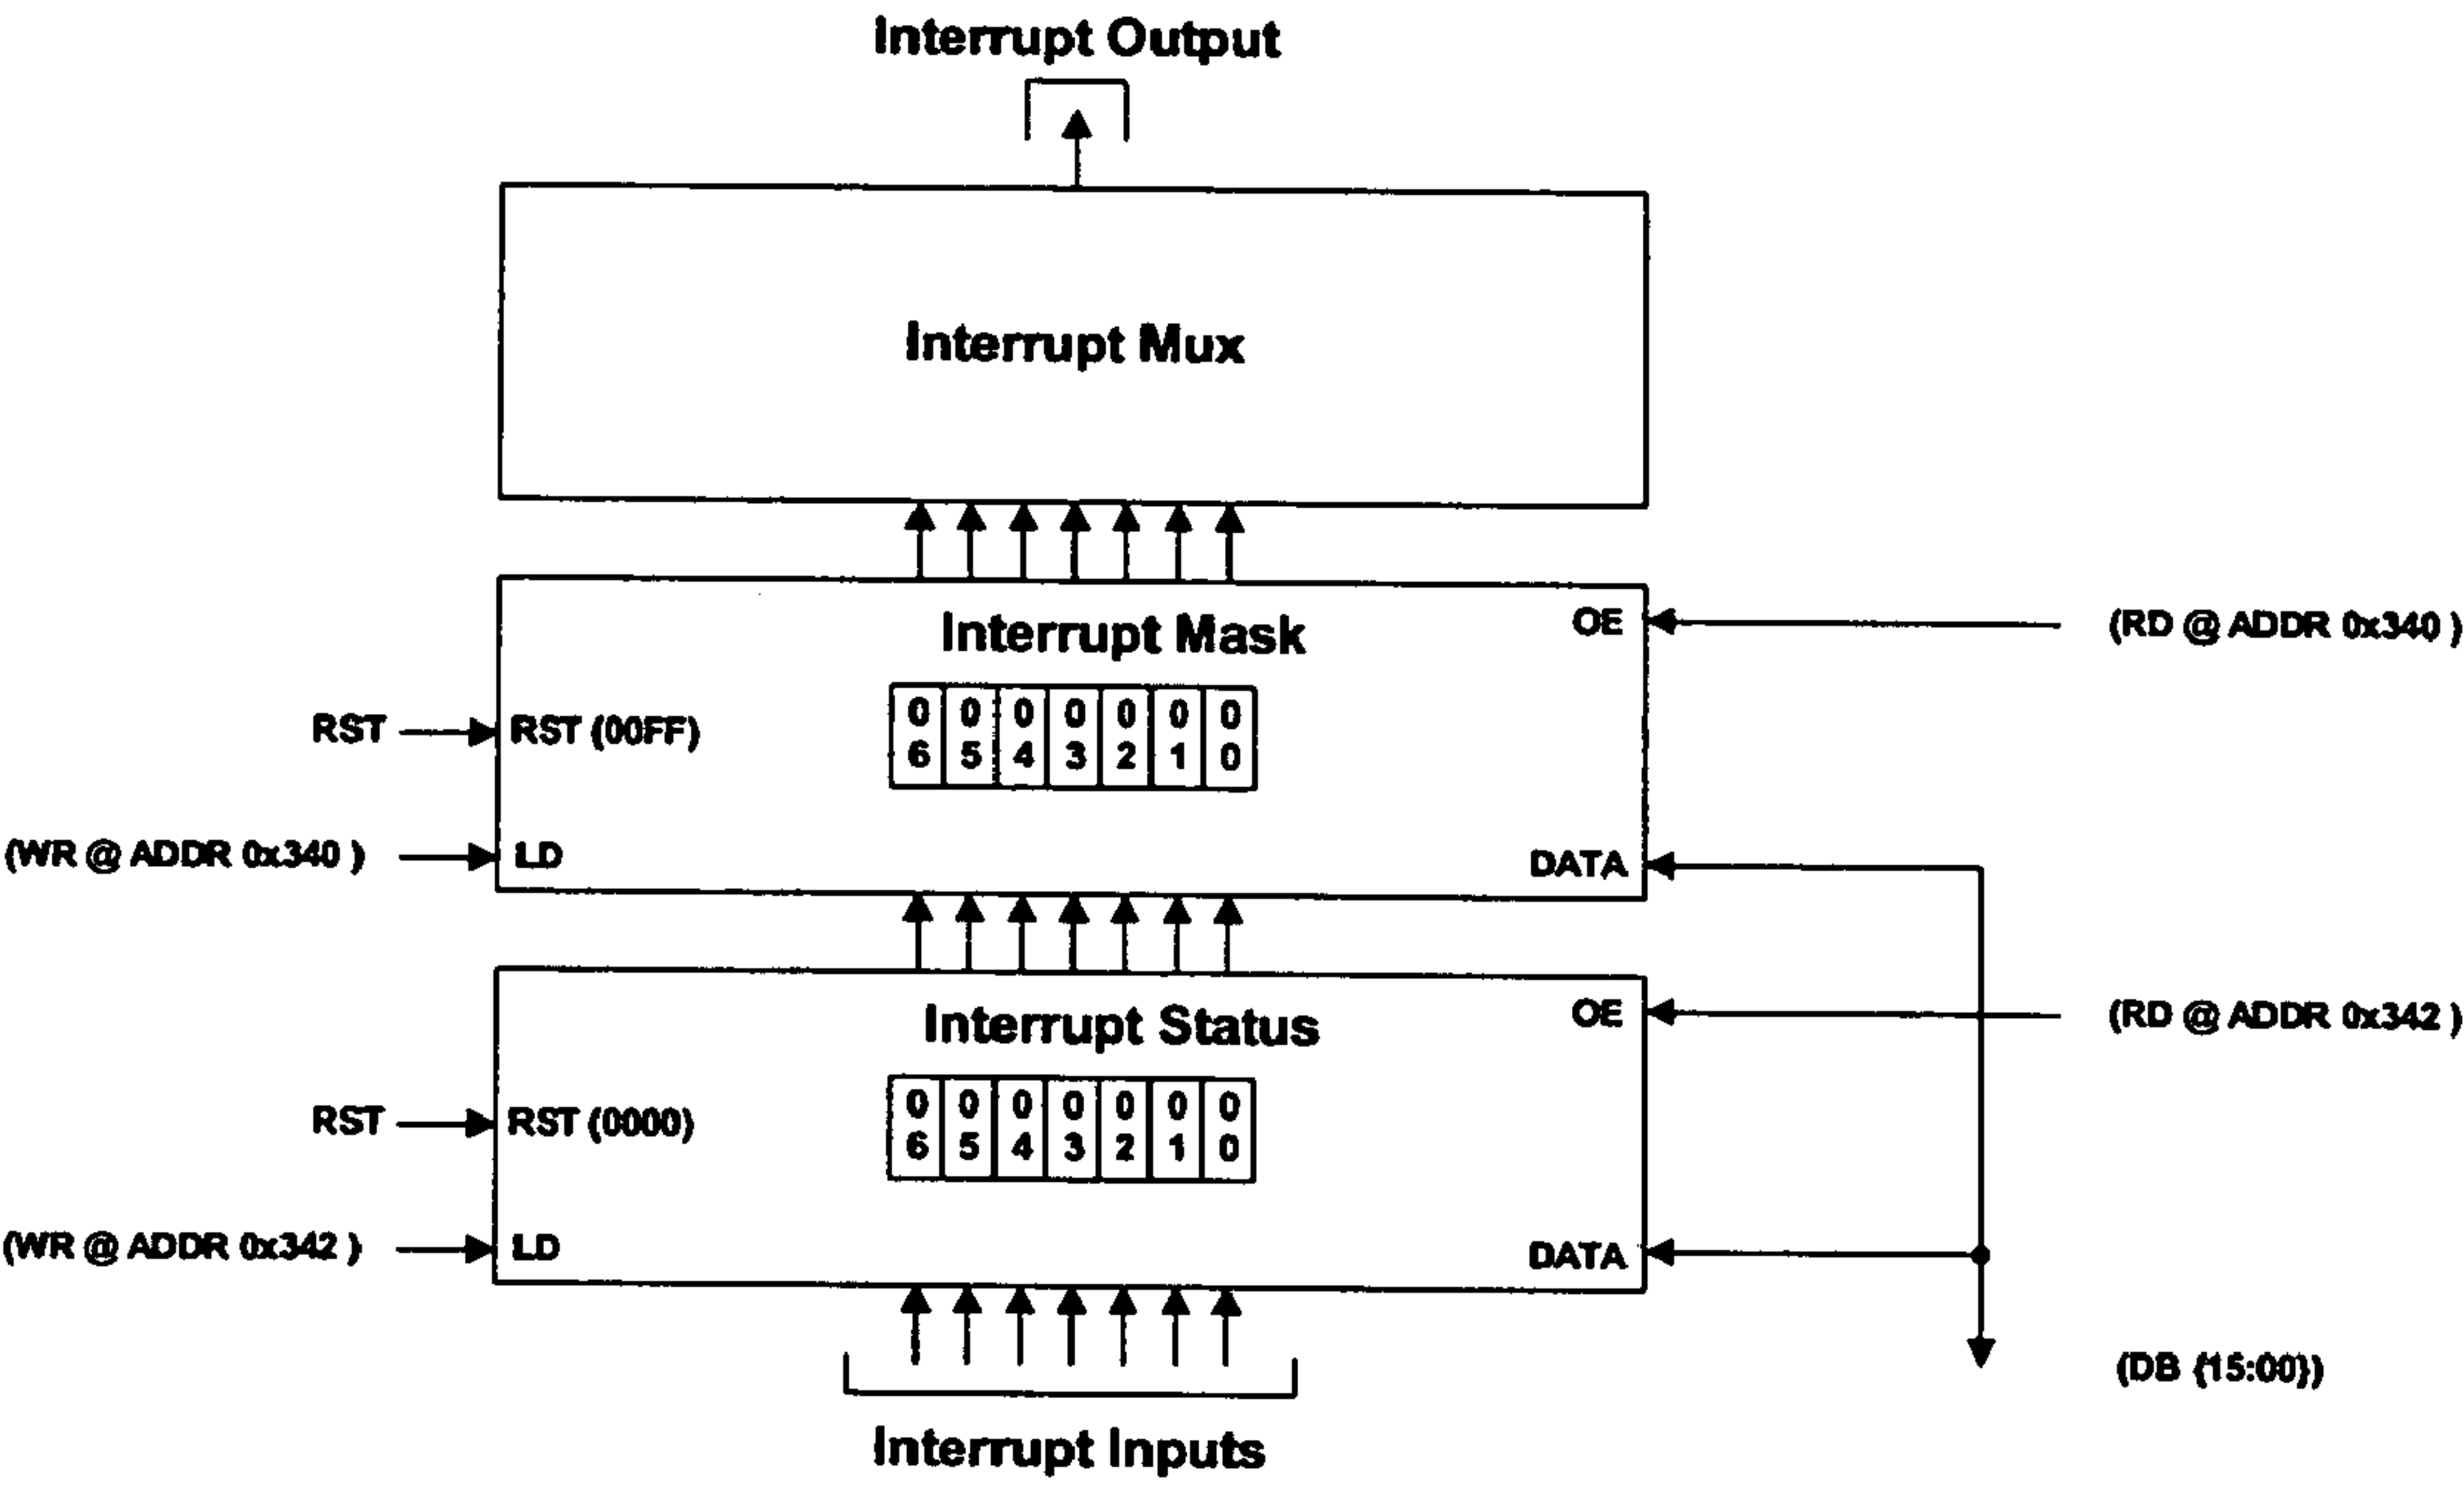 Interrupt Output
Interrupt Mux
Interrupt Mask
OE
(RD @ ADDR 0x340 )
0 0 0 0 0 0 0
6 5 4 3 2 1 0
RST
RST (00FF)
(WR @ ADDR 0x340 )
LD
DATA
Interrupt Status
OE
(RD @ ADDR 0x342 )
0 0 0 0 0 0 0
6 5 4 3 2 1 0
RST
RST (0000)
(WR @ ADDR 0x342 )
LD
DATA
(DB {15:00})
Interrupt Inputs